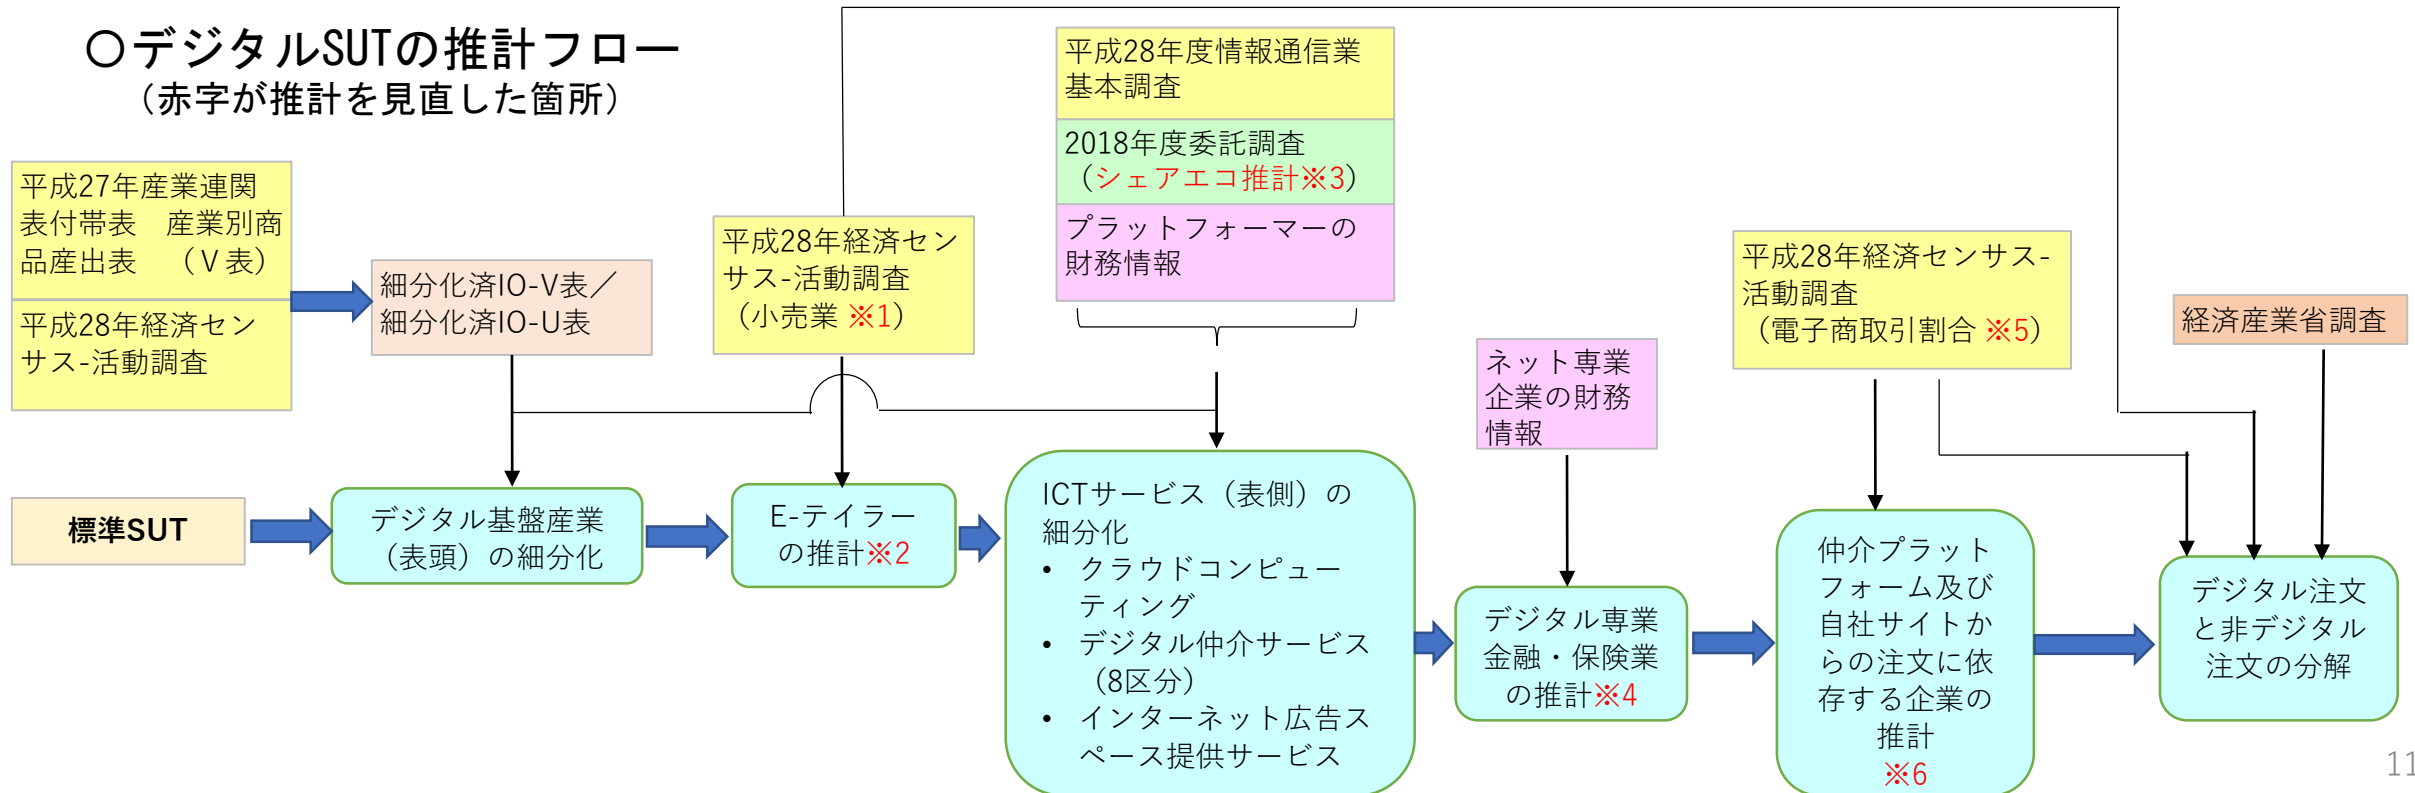 ○デジタルSUTの推計フロー
（赤字が推計を見直した箇所）
平成27年産業連関
表付帯表　産業別商
品産出表　（Ｖ表）
平成28年経済セン
サス-活動調査
細分化済IO-V表／
細分化済IO-U表
平成28年経済セン
サス-活動調査
（小売業 ※1）
平成28年度情報通信業
基本調査
2018年度委託調査
（シェアエコ推計※3）
プラットフォーマーの
財務情報
ネット専業
企業の財務
情報
平成28年経済センサス-
活動調査
（電子商取引割合 ※5）
経済産業省調査
標準SUT
デジタル基盤産業
（表頭）の細分化
E-テイラー
の推計※2
ICTサービス（表側）の
細分化
• クラウドコンピュー
ティング
• デジタル仲介サービス
（8区分）
• インターネット広告ス
ペース提供サービス
デジタル専業
金融・保険業
の推計※4
仲介プラット
フォーム及び
自社サイトか
らの注文に依
存する企業の
推計
※6
デジタル注文
と非デジタル
注文の分解
11